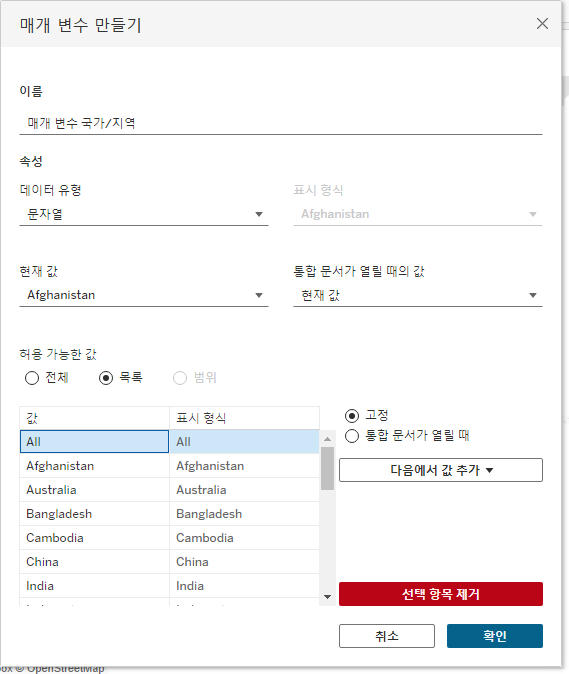 매개 변수 만들기
이름
매개 변수 국가/지역
속성
데이터 유형
표시 형식
문자열
Afghanistan
현재 값
통합 문서가 열릴 때의 값
Afghanistan
현재 값
허용 가능한 값
전체
목록
범위
값
표시 형식
고정
통합 문서가 열릴 때
All
All
Afghanistan
Afghanistan
다음에서 값 추가
Australia
Australia
Bangladesh
Bangladesh
Cambodia
Cambodia
China
China
India
India
선택 항목 제거
취소
확인
© OpenStreetMap